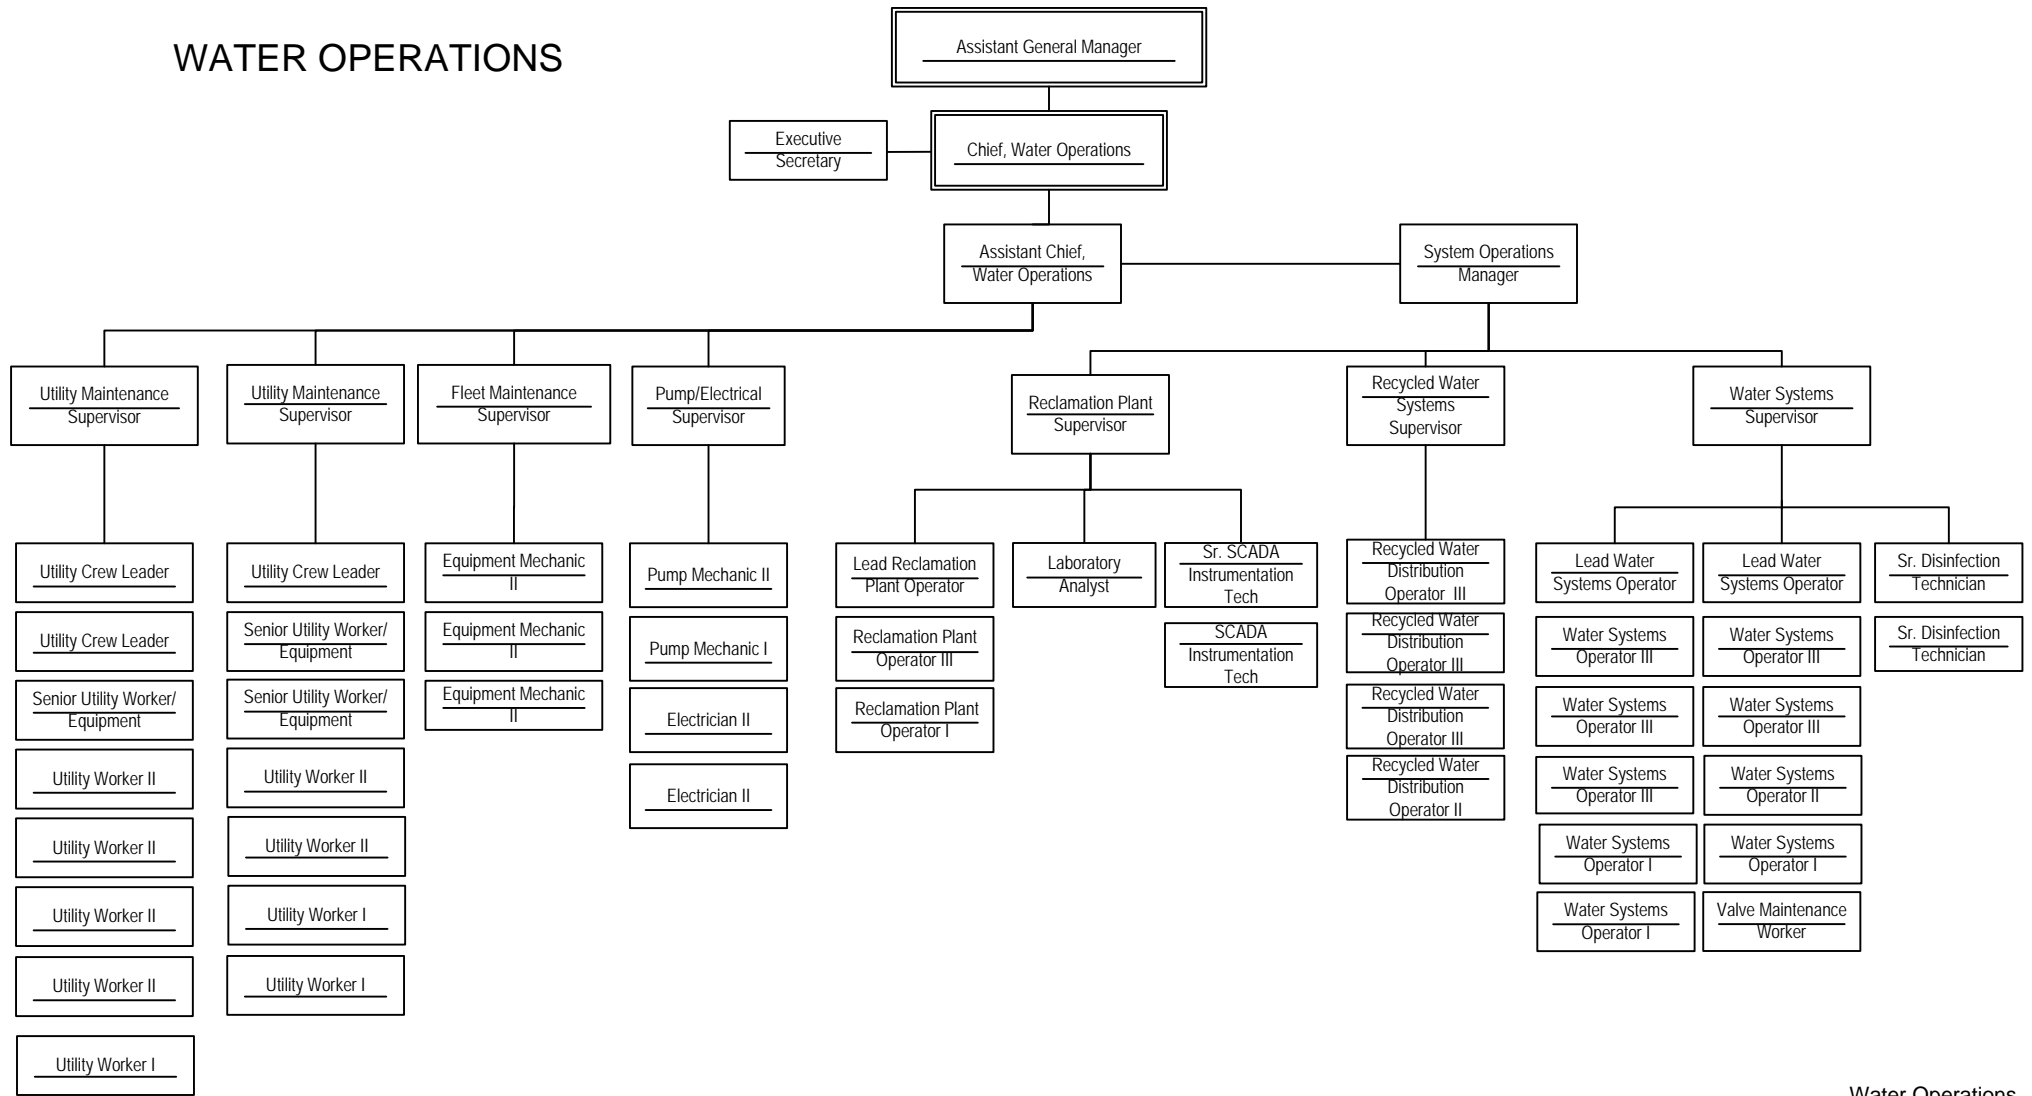 WATER OPERATIONS
Assistant General Manager
Executive
Secretary
Chief, Water Operations
Assistant Chief,
Water Operations
System Operations
Manager
Utility Maintenance
Supervisor
Utility Maintenance
Supervisor
Fleet Maintenance
Supervisor
Pump/Electrical
Supervisor
Reclamation Plant
Supervisor
Recycled Water
Systems
Supervisor
Water Systems
Supervisor
Utility Crew Leader
Utility Crew Leader
Senior Utility Worker/
Equipment
Utility Worker II
Utility Worker II
Utility Worker II
Utility Worker II
Utility Worker I
Utility Crew Leader
Senior Utility Worker/
Equipment
Senior Utility Worker/
Equipment
Utility Worker II
Utility Worker II
Utility Worker I
Utility Worker I
Equipment Mechanic
II
Equipment Mechanic
II
Equipment Mechanic
II
Pump Mechanic II
Pump Mechanic I
Electrician II
Electrician II
Lead Reclamation
Plant Operator
Reclamation Plant
Operator III
Reclamation Plant
Operator I
Laboratory
Analyst
Sr. SCADA
Instrumentation
Tech
SCADA
Instrumentation
Tech
Recycled Water
Distribution
Operator III
Recycled Water
Distribution
Operator III
Recycled Water
Distribution
Operator III
Recycled Water
Distribution
Operator II
Lead Water
Systems Operator
Water Systems
Operator III
Water Systems
Operator III
Water Systems
Operator III
Water Systems
Operator I
Water Systems
Operator I
Lead Water
Systems Operator
Water Systems
Operator III
Water Systems
Operator III
Water Systems
Operator II
Water Systems
Operator I
Valve Maintenance
Worker
Sr. Disinfection
Technician
Sr. Disinfection
Technician
Water Operations